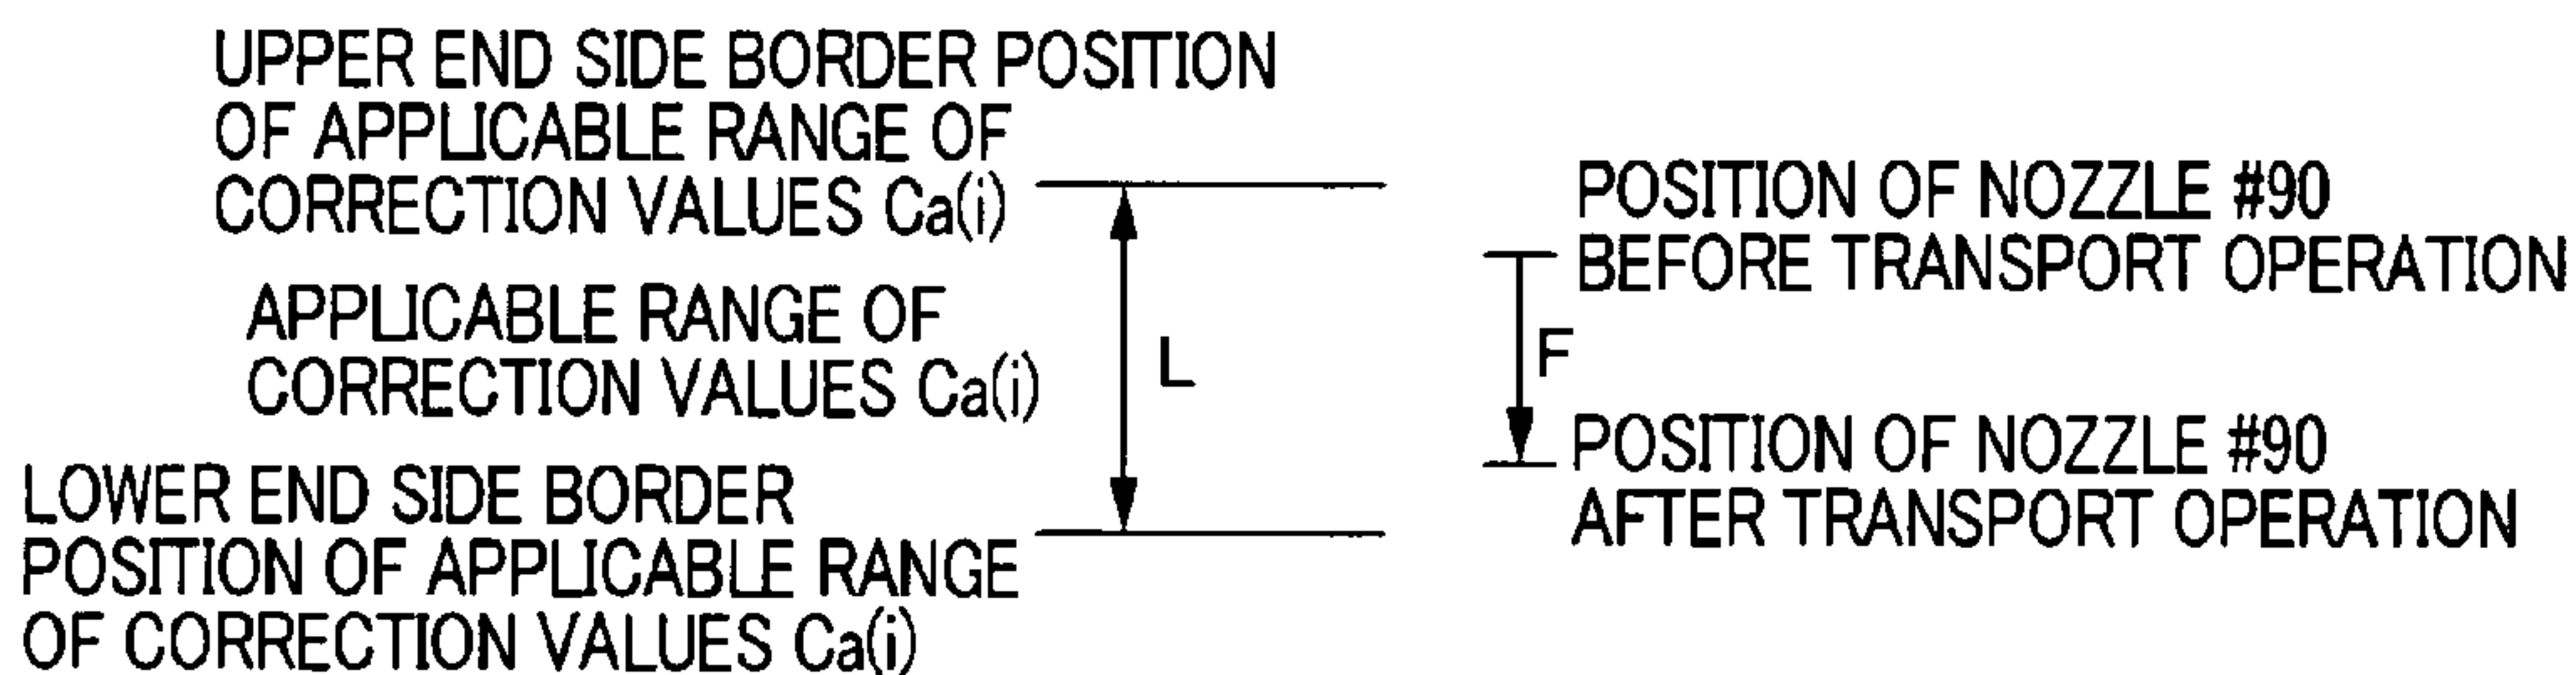 UPPER END SIDE BORDER POSITION
OF APPLICABLE RANGE OF
CORRECTION VALUES Ca(i)
APPLICABLE RANGE OF
CORRECTION VALUES Ca(i)
L
LOWER END SIDE BORDER
POSITION OF APPLICABLE RANGE
OF CORRECTION VALUES Ca(i)
POSITION OF NOZZLE #90
BEFORE TRANSPORT OPERATION
F
POSITION OF NOZZLE #90
AFTER TRANSPORT OPERATION